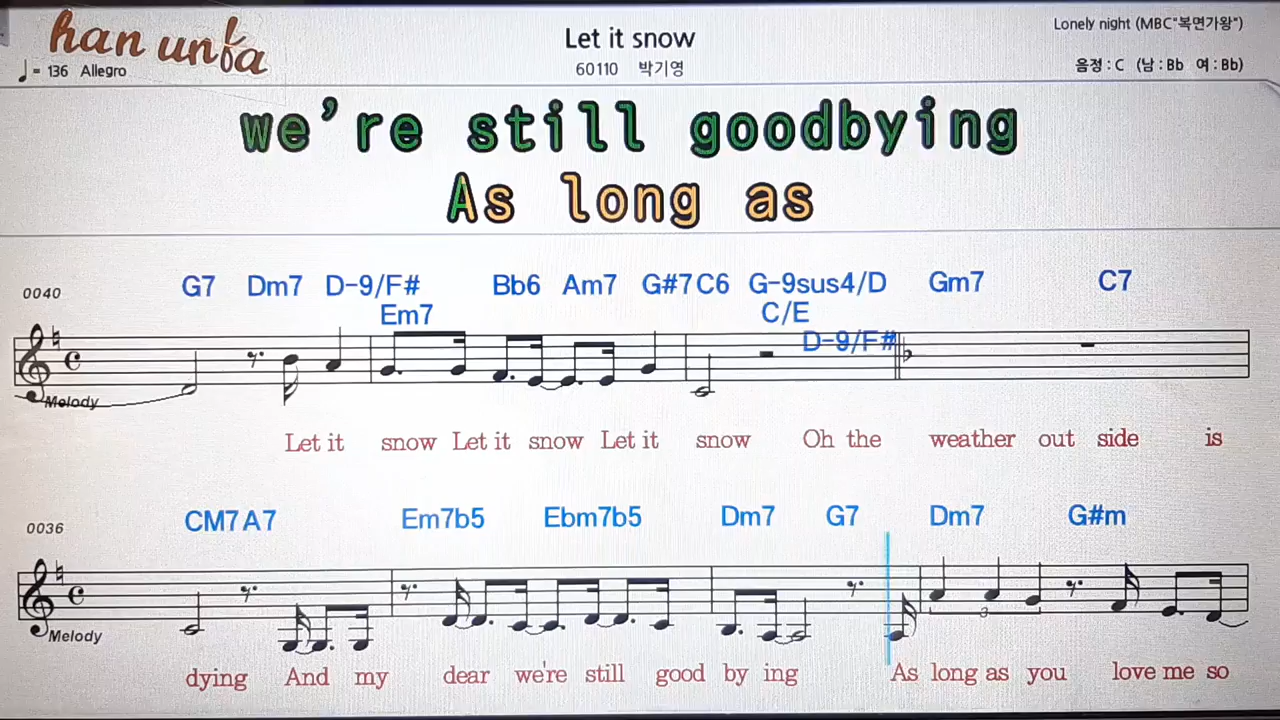 han unLa
♩= 136 Allegro
Let it snow
60110 박기영
Lonely night (MBC"복면가왕")
음정 : C (남 : Bb 여 : Bb)
we're still goodbying
As long as
0040
G7 Dm7 D-9/F# Bb6 Am7 G#7 C6 G-9sus4/D Gm7 C7
Em7 C/E
D-9/F#
Melody
Let it snow Let it snow Let it snow Oh the weather out side is
0036
CM7 A7 Em7b5 Ebm7b5 Dm7 G7 Dm7 G#m
3
Melody
dying And my dear we're still good by ing As long as you love me so